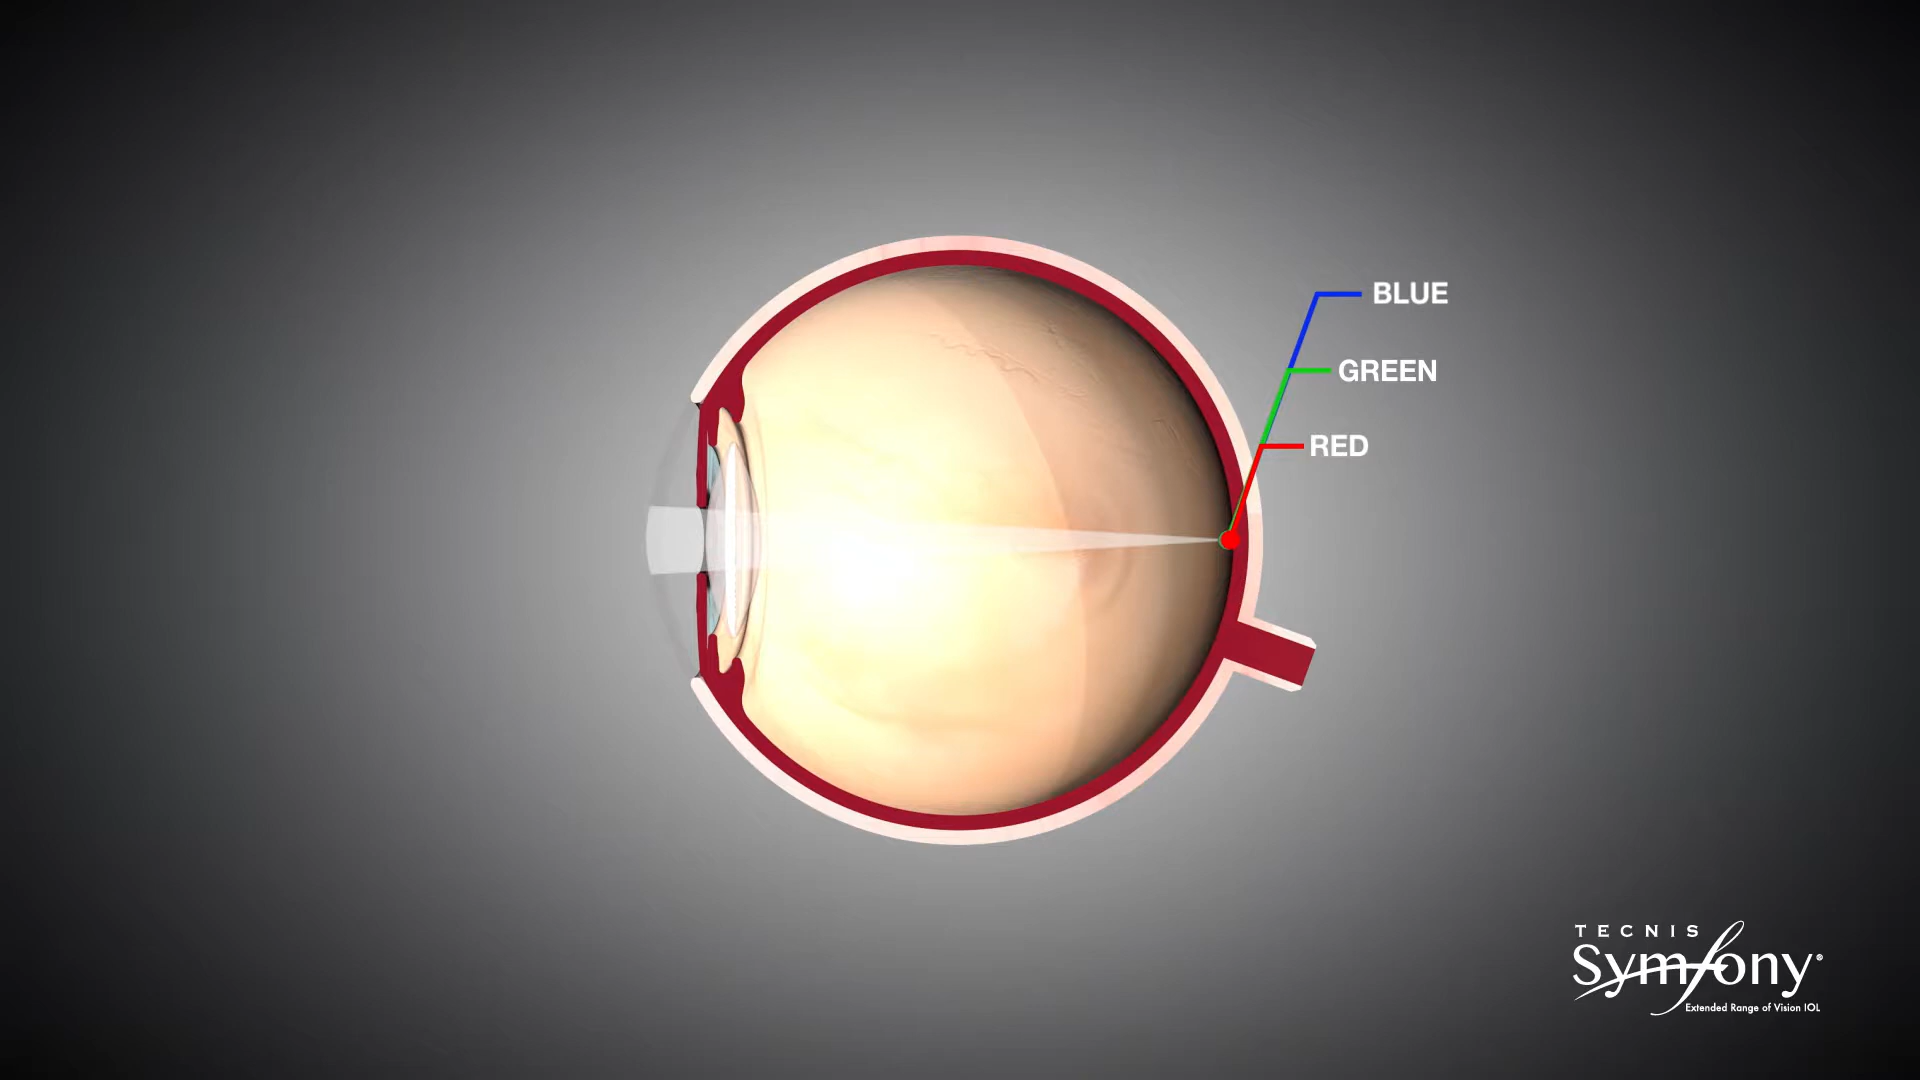 BLUE
GREEN
RED
TECNIS
Symfony®
Extended Range of Vision IOL